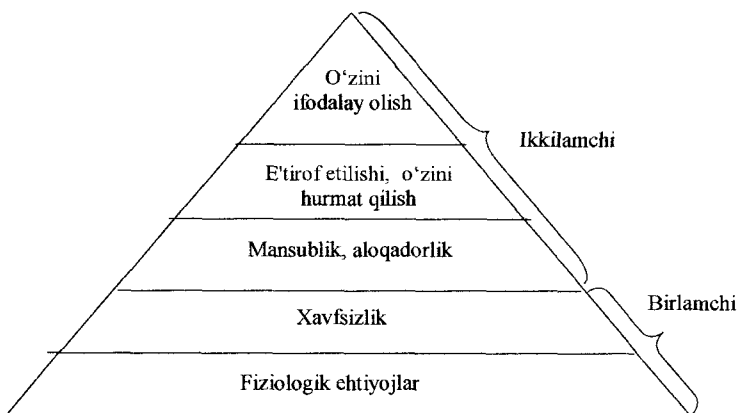 O‘zini
ifodalay olish
Ikkilamchi
E'tirof etilishi, o‘zini
hurmat qilish
Mansublik, aloqadorlik
Birlamchi
Xavfsizlik
Fiziologik ehtiyojlar